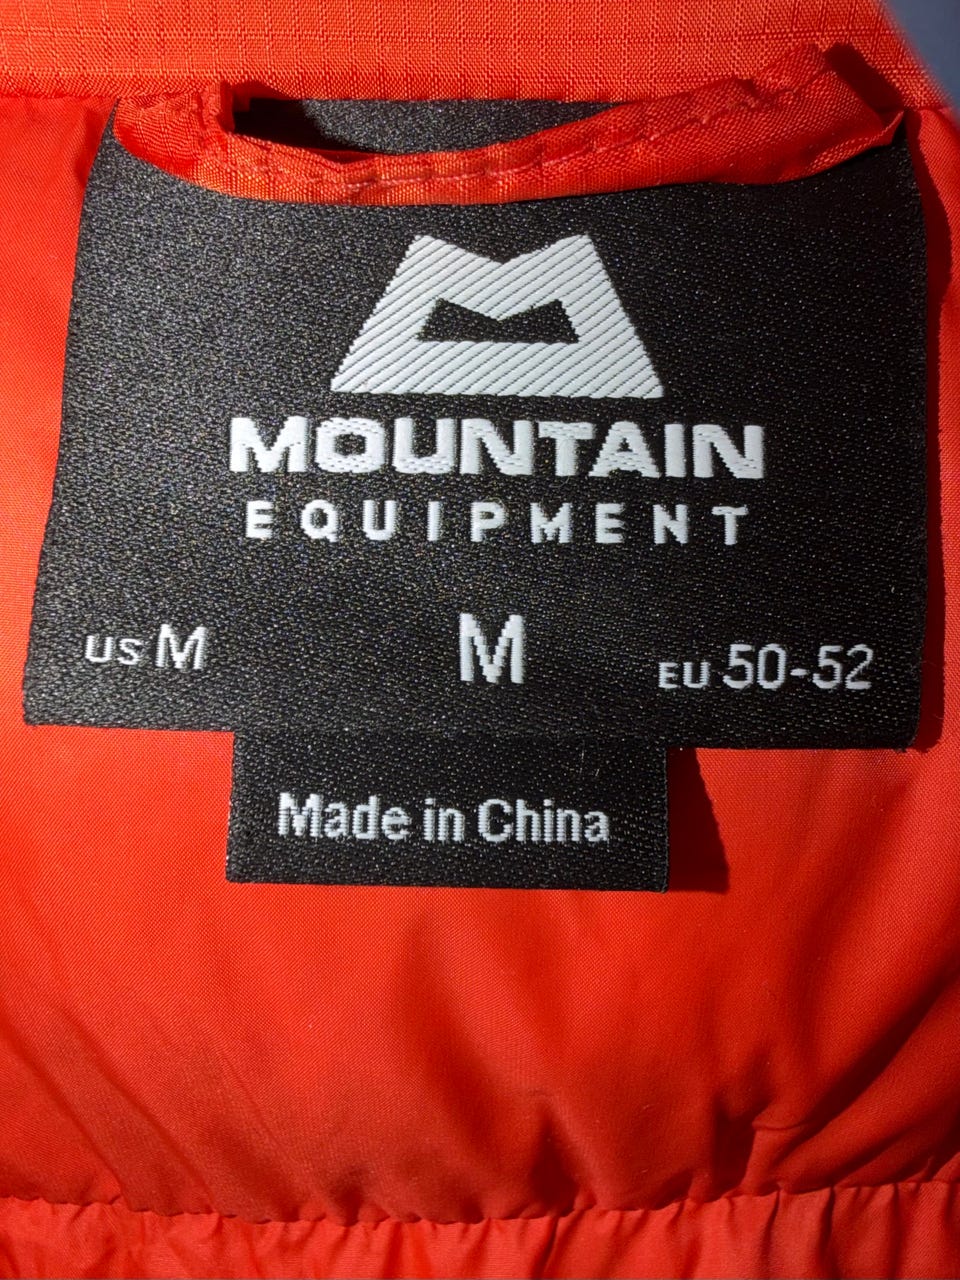 MOUNTAIN
EQUIPMENT
US M M EU 50-52
Made in China